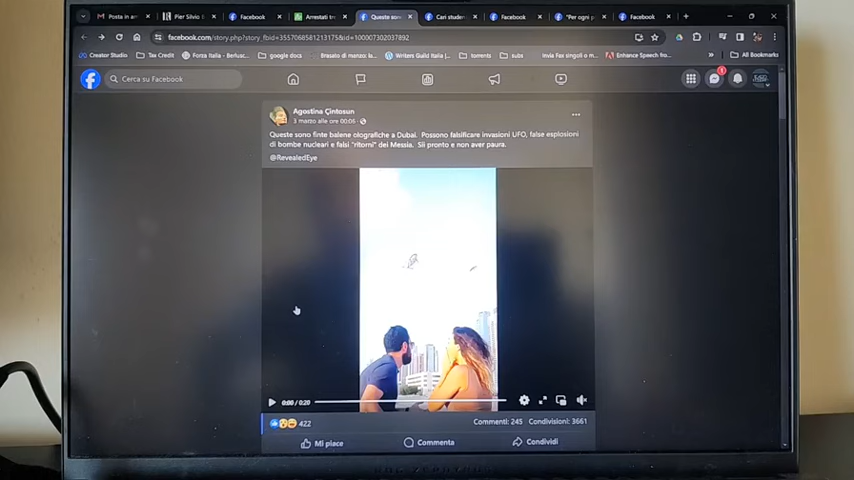 Posta in arr
Pier Silvio B
Facebook
Arrestati tr
Queste son
Cari studen
Facebook
"Per ogni p
Facebook
facebook.com/story.php?story_fbid=3557068581213175&id=100007302037892
Creator Studio
Tax Credit
Forza Italia - Berlusc...
google docs
Brasato di manzo: la...
Writers Guild Italia |...
torrents
subs
Invia Fax singoli o m...
Enhance Speech fro...
»
All Bookmarks
Cerca su Facebook
1
Agostina Çintosun
3 marzo alle ore 00:06
Queste sono finte balene olografiche a Dubai. Possono falsificare invasioni UFO, false esplosioni
di bombe nucleari e falsi "ritorni" dei Messia. Sii pronto e non aver paura.
@RevealedEye
0:00 / 0:20
422
Commenti: 245 Condivisioni: 3661
Mi piace
Commenta
Condividi